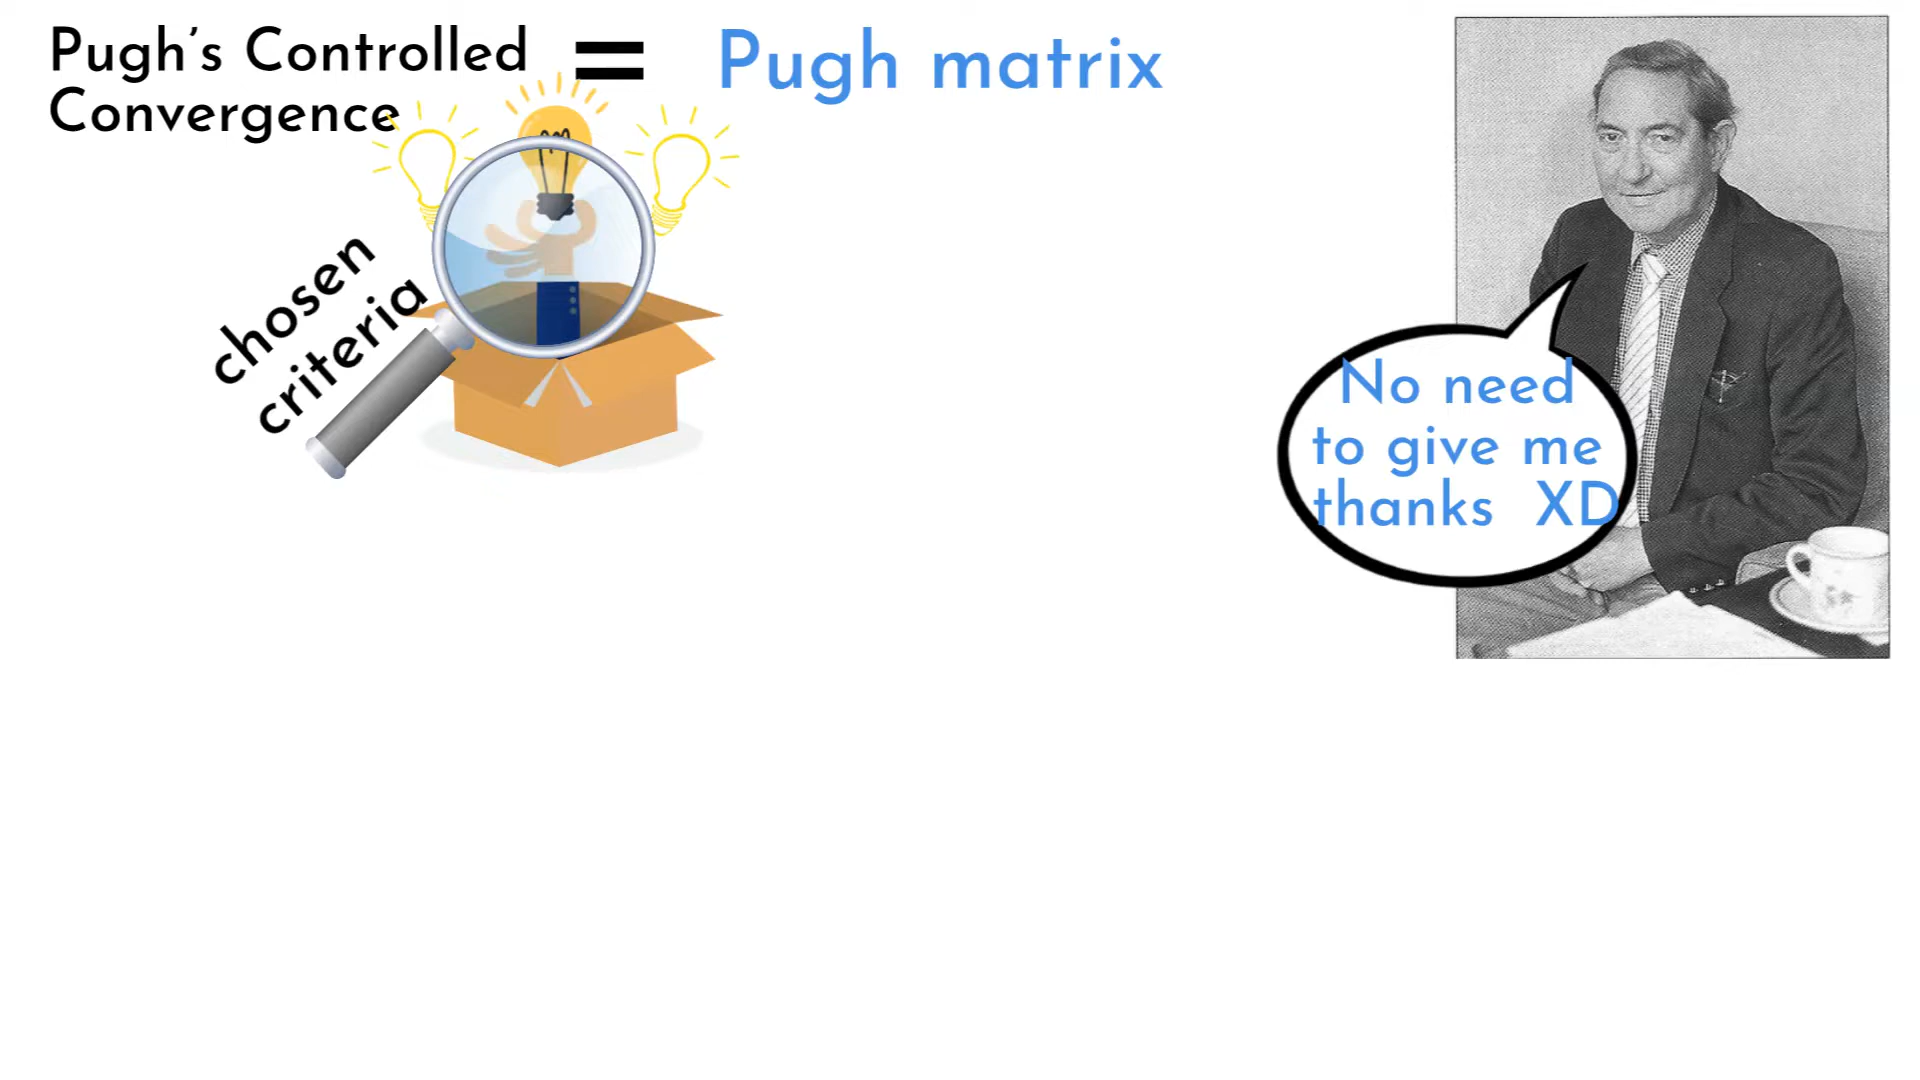 Pugh’s Controlled
Convergence
=
Pugh matrix
chosen
criteria
No need
to give me
thanks XD